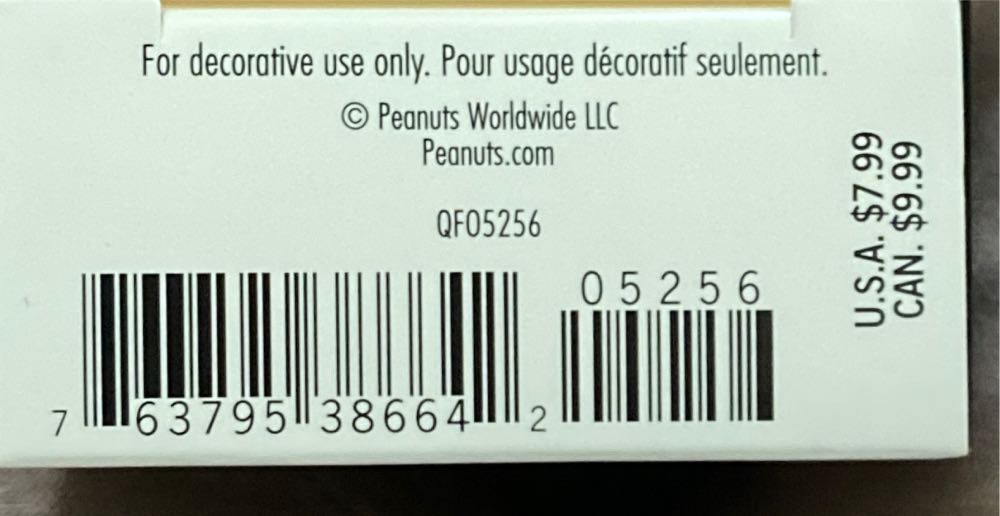 For decorative use only. Pour usage décoratif seulement.
© Peanuts Worldwide LLC
Peanuts.com
QFO5256
U.S.A. $7.99
CAN. $9.99
05256
7 63795 38664 2